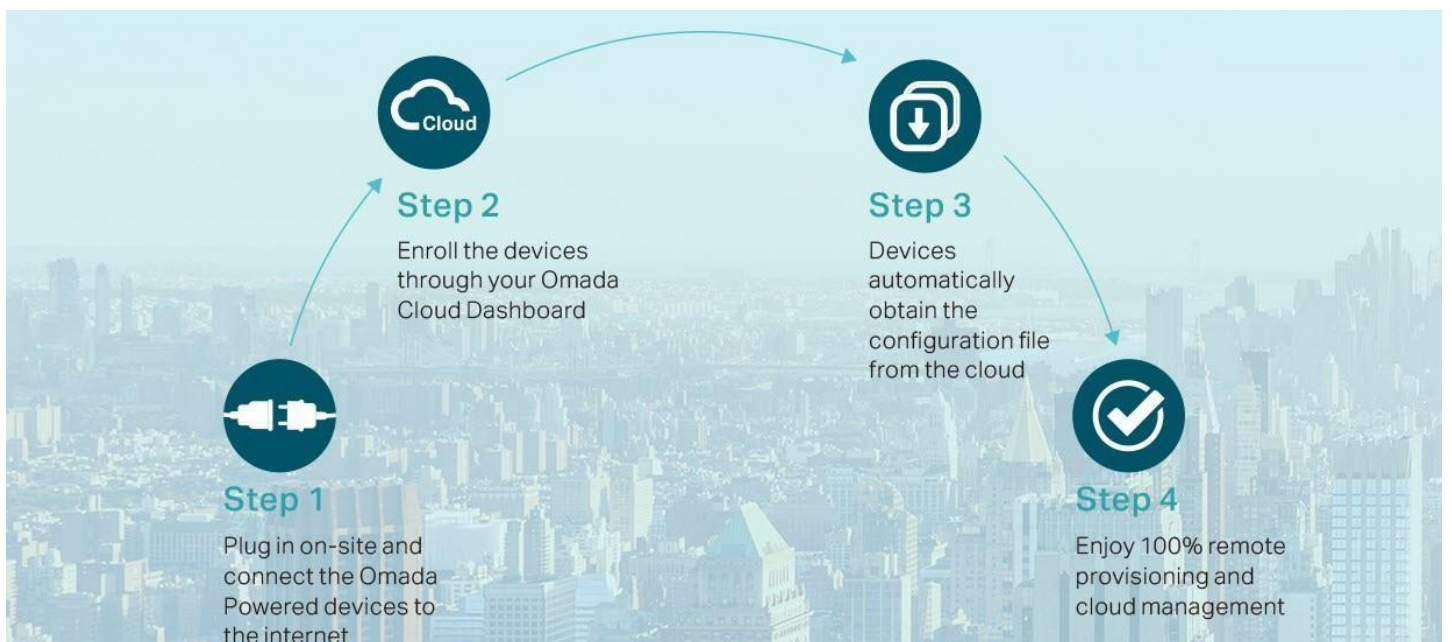 Cloud
Step 2
Enroll the devices
through your Omada
Cloud Dashboard
Step 3
Devices
automatically
obtain the
configuration file
from the cloud
Step 1
Plug in on-site and
connect the Omada
Powered devices to
the internet
Step 4
Enjoy 100% remote
provisioning and
cloud management